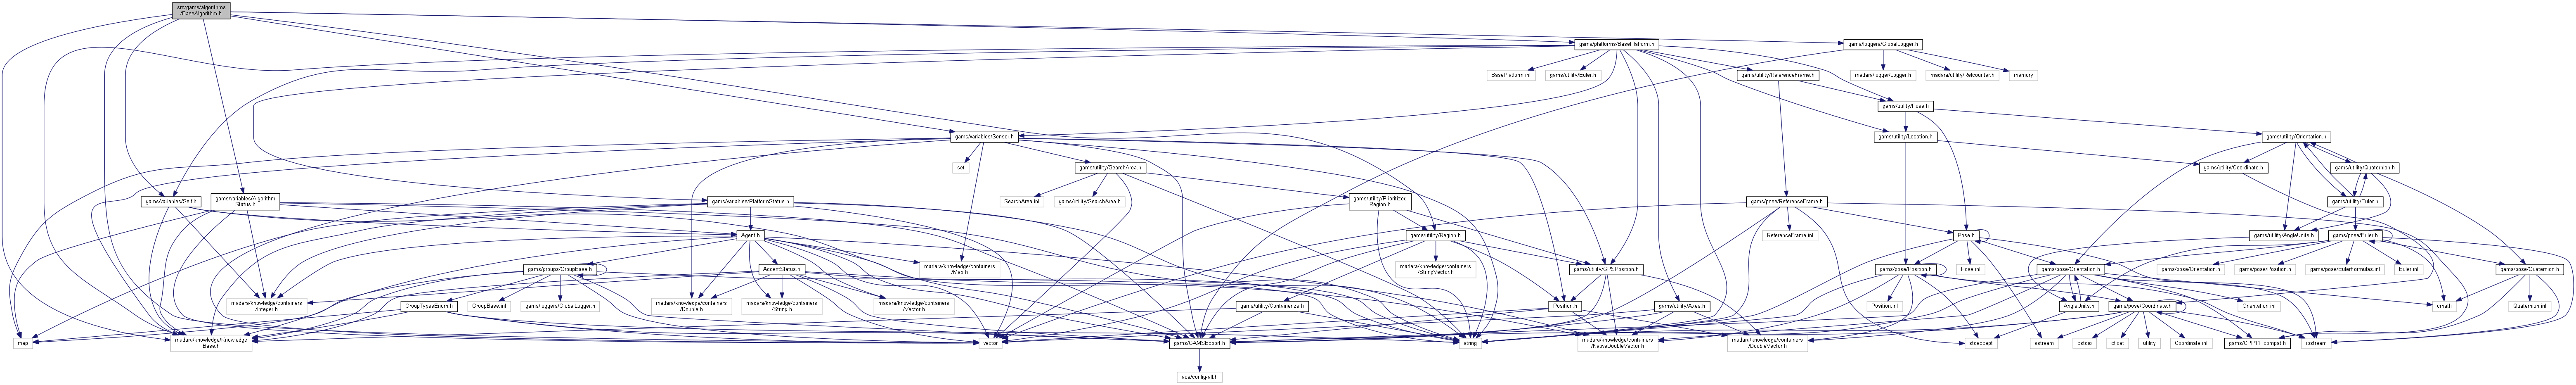 src/gams/algorithms
/BaseAlgorithm.h
gams/platforms/BasePlatform.h
gams/loggers/GlobalLogger.h
BasePlatform.inl
gams/utility/Euler.h
gams/utility/ReferenceFrame.h
madara/logger/Logger.h
madara/utility/Refcounter.h
memory
gams/utility/Pose.h
gams/variables/Sensor.h
gams/utility/Location.h
gams/utility/Orientation.h
set
gams/utility/SearchArea.h
gams/utility/Coordinate.h
gams/utility/Quaternion.h
gams/variables/Self.h
gams/variables/Algorithm
Status.h
gams/variables/PlatformStatus.h
SearchArea.inl
gams/utility/SearchArea.h
gams/utility/Prioritized
Region.h
gams/pose/ReferenceFrame.h
gams/utility/Euler.h
Agent.h
gams/utility/Region.h
ReferenceFrame.inl
Pose.h
gams/utility/AngleUnits.h
gams/pose/Euler.h
gams/groups/GroupBase.h
AccentStatus.h
madara/knowledge/containers
/Map.h
madara/knowledge/containers
/StringVector.h
gams/utility/GPSPosition.h
gams/pose/Position.h
Pose.inl
gams/pose/Orientation.h
gams/pose/Orientation.h
gams/pose/Position.h
gams/pose/EulerFormulas.inl
Euler.inl
gams/pose/Quaternion.h
madara/knowledge/containers
/Integer.h
GroupTypesEnum.h
GroupBase.inl
gams/loggers/GlobalLogger.h
madara/knowledge/containers
/Double.h
madara/knowledge/containers
/String.h
madara/knowledge/containers
/Vector.h
gams/utility/Containerize.h
Position.h
gams/utility/Axes.h
Position.inl
AngleUnits.h
gams/pose/Coordinate.h
Orientation.inl
cmath
Quaternion.inl
map
madara/knowledge/Knowledge
Base.h
vector
gams/GAMSExport.h
string
madara/knowledge/containers
/NativeDoubleVector.h
madara/knowledge/containers
/DoubleVector.h
stdexcept
sstream
cstdio
cfloat
utility
Coordinate.inl
gams/CPP11_compat.h
iostream
ace/config-all.h